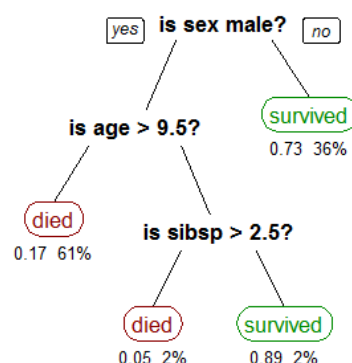 yes is sex male? no
is age > 9.5?
survived
0.73 36%
died
0.17 61%
is sibsp > 2.5?
died survived
0.05 2% 0.89 2%